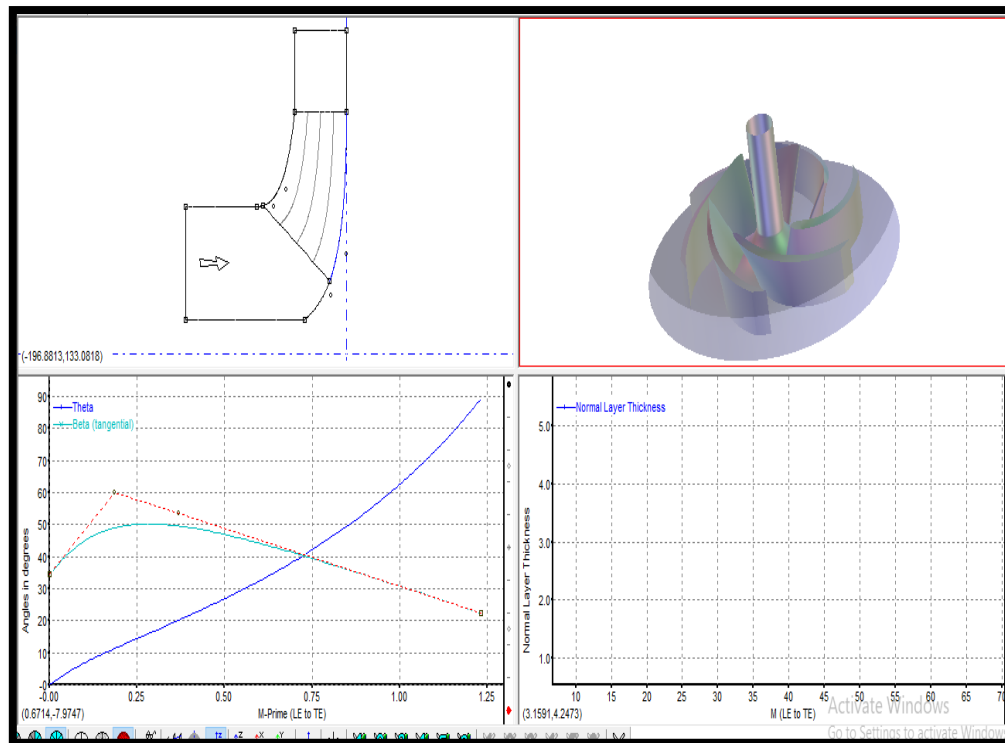 (-196.8813,133.0818)
Theta
Beta (tangential)
90
80
70
60
50
40
30
20
10
-0
Angles in degrees
-0.00 0.25 0.50 0.75 1.00 1.25
(0.6714,-7.9747)
M-Prime (LE to TE)
Normal Layer Thickness
5.0
4.0
3.0
2.0
1.0
Normal Layer Thickness
10 15 20 25 30 35 40 45 50 55 60 65 70
(3.1591,4.2473)
M (LE to TE)
Activate Windows
Go to Settings to activate Windows